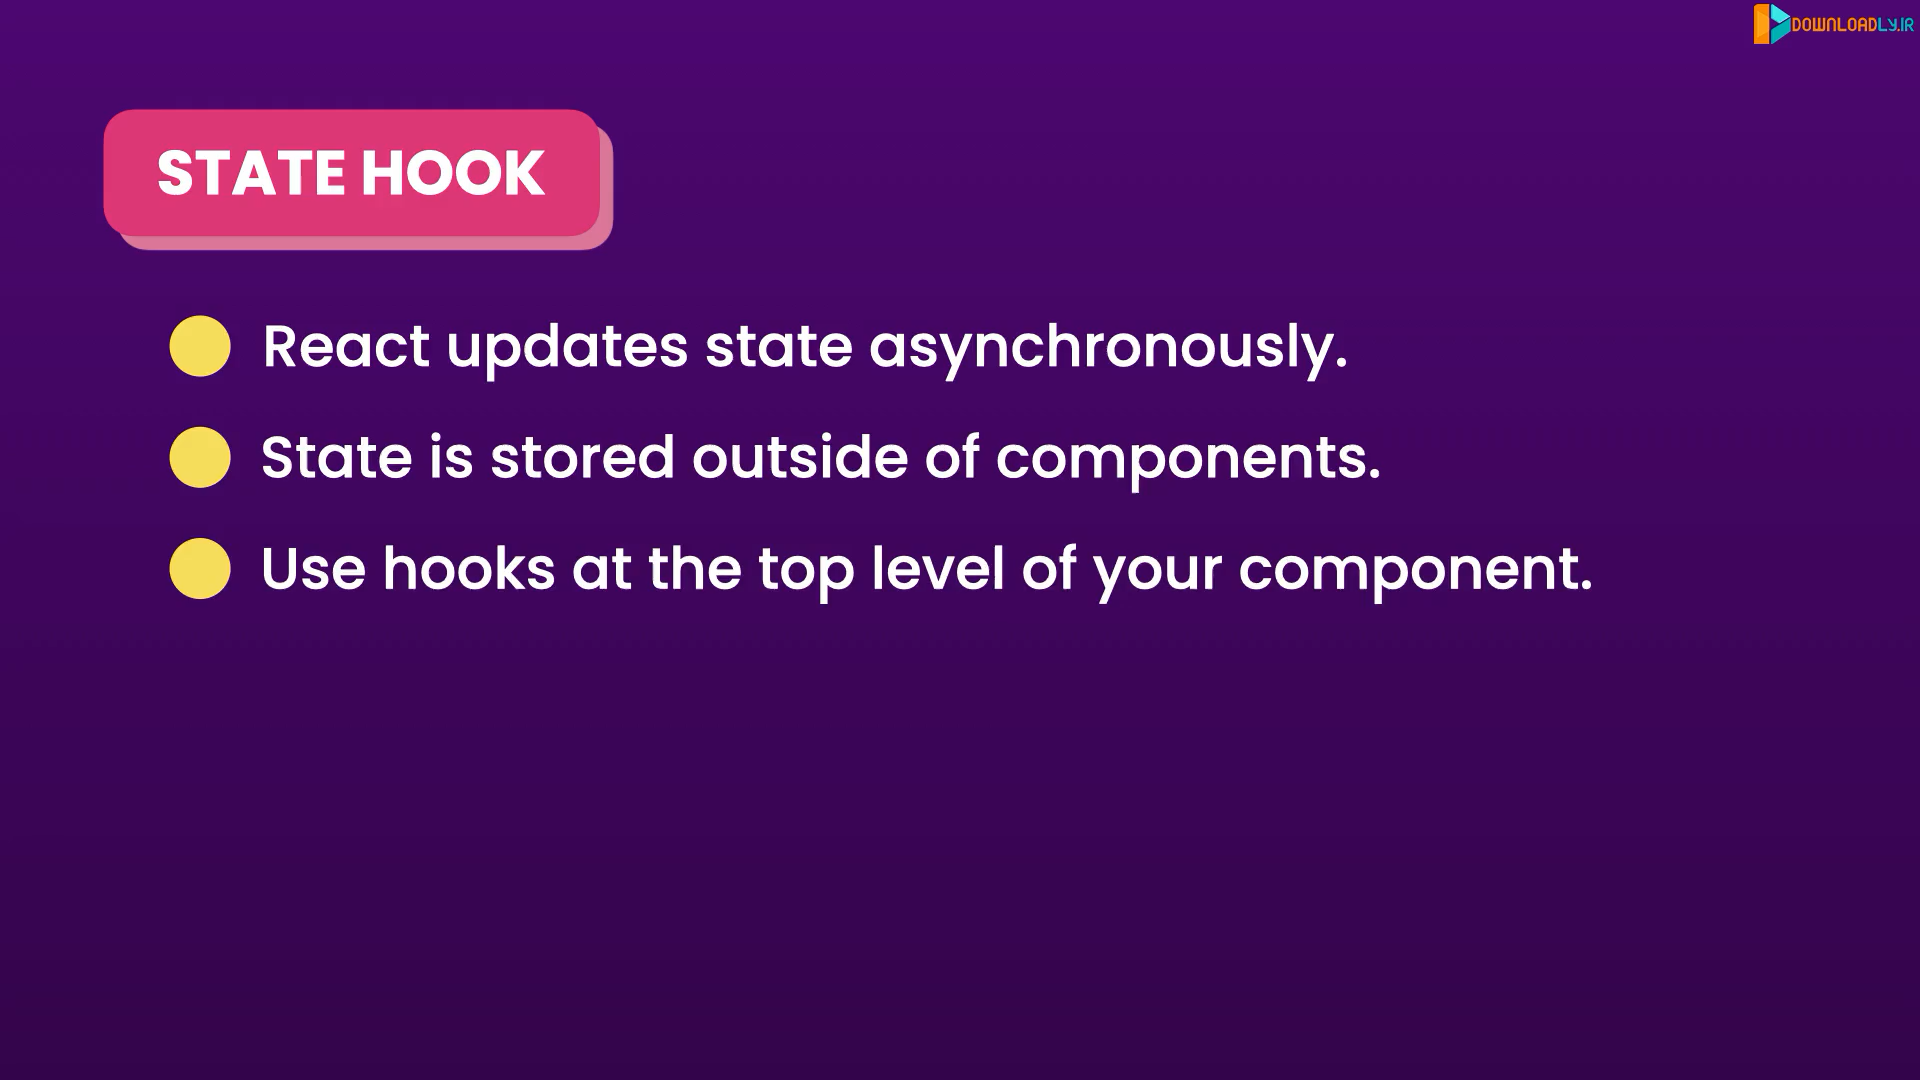 DOWNLOADLY.IR
STATE HOOK
React updates state asynchronously.
State is stored outside of components.
Use hooks at the top level of your component.